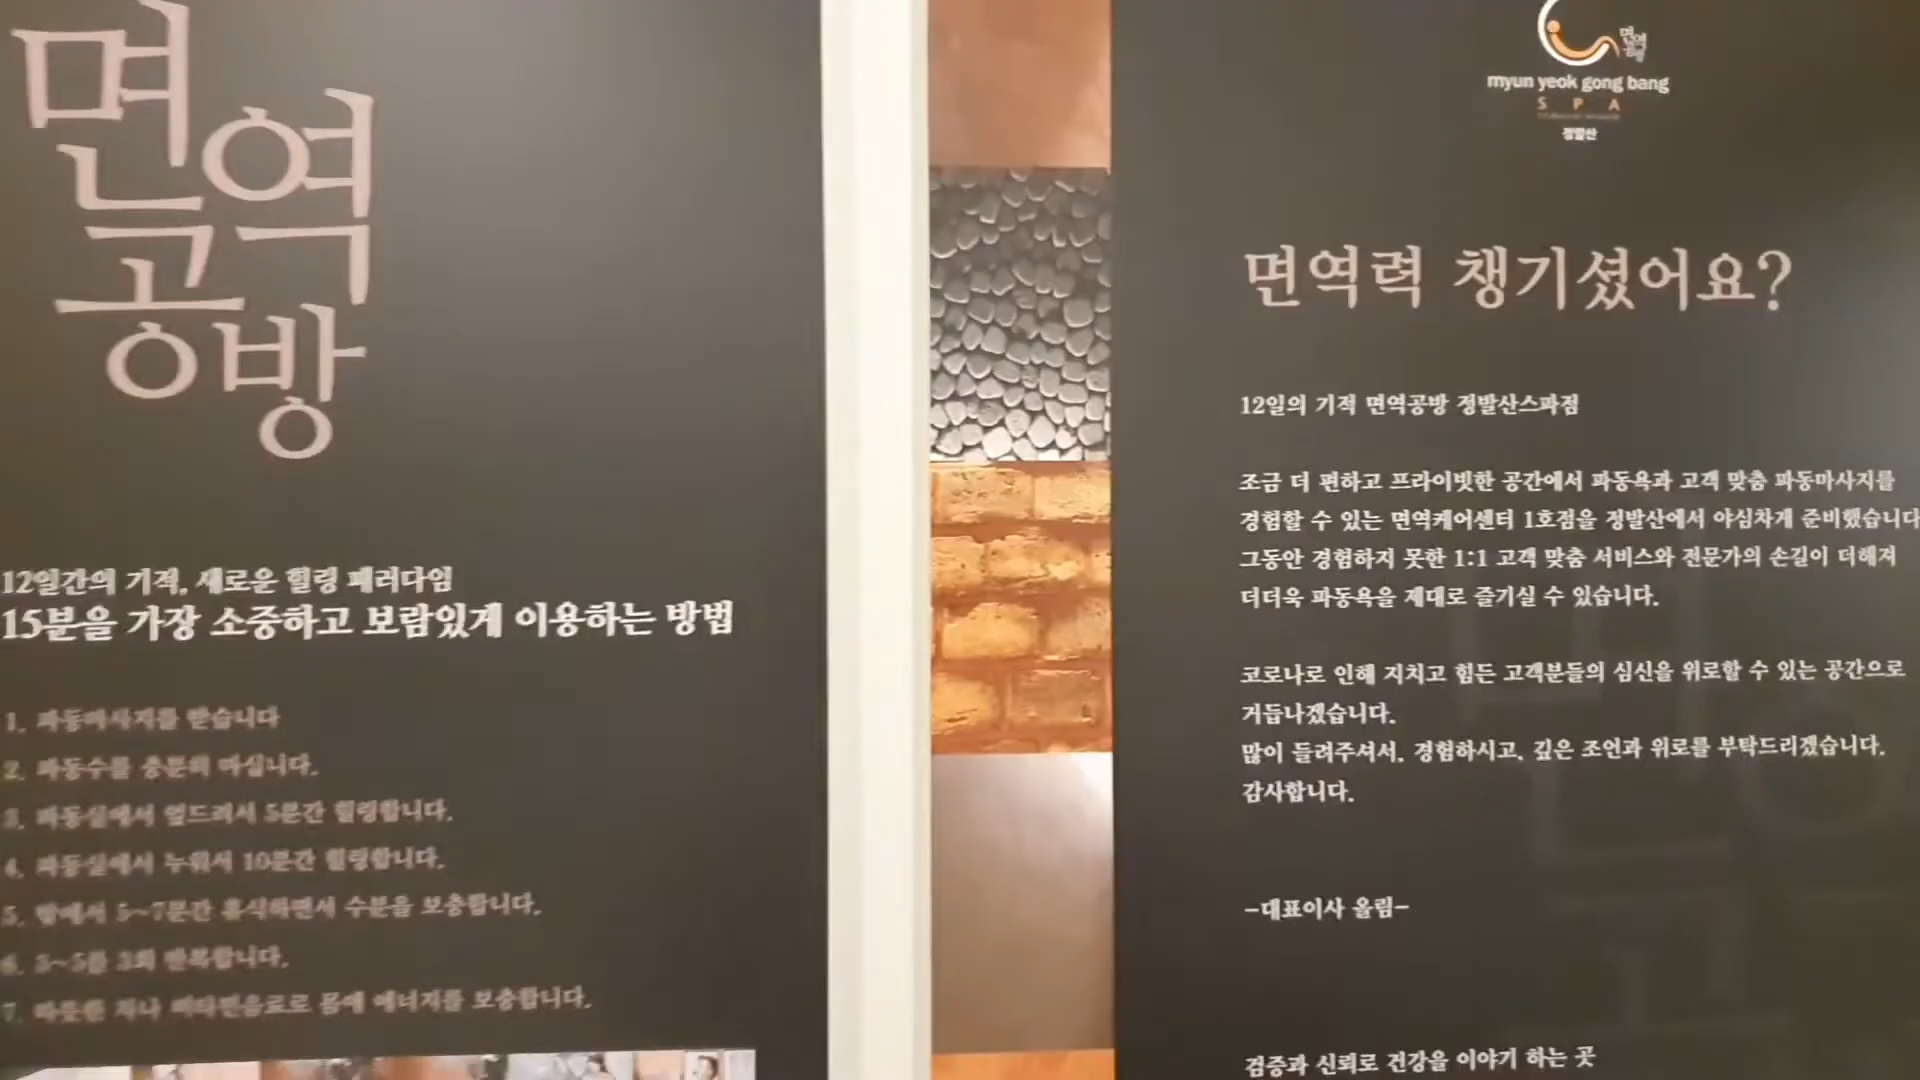 면역
공방
12일간의 기적, 새로운 힐링 패러다임
15분을 가장 소중하고 보람있게 이용하는 방법
1. 파동마사지를 받습니다
2. 파동수를 충분히 마십니다.
3. 파동실에서 엎드려서 5분간 힐링합니다.
4. 파동실에서 누워서 10분간 힐링합니다.
5. 밖에서 5~7분간 휴식하면서 수분을 보충합니다.
6. 3~5를 3회 반복합니다.
7. 따뜻한 차나 비타민음료로 몸에 에너지를 보충합니다.
면역
공방
myun yeok gong bang
SPA
정발산
면역력 챙기셨어요?
12일의 기적 면역공방 정발산스파점
조금 더 편하고 프라이빗한 공간에서 파동욕과 고객 맞춤 파동마사지를
경험할 수 있는 면역케어센터 1호점을 정발산에서 야심차게 준비했습니다
그동안 경험하지 못한 1:1 고객 맞춤 서비스와 전문가의 손길이 더해져
더더욱 파동욕을 제대로 즐기실 수 있습니다.
코로나로 인해 지치고 힘든 고객분들의 심신을 위로할 수 있는 공간으로
거듭나겠습니다.
많이 들려주셔서, 경험하시고, 깊은 조언과 위로를 부탁드리겠습니다.
감사합니다.
-대표이사 올림-
검증과 신뢰로 건강을 이야기 하는 곳